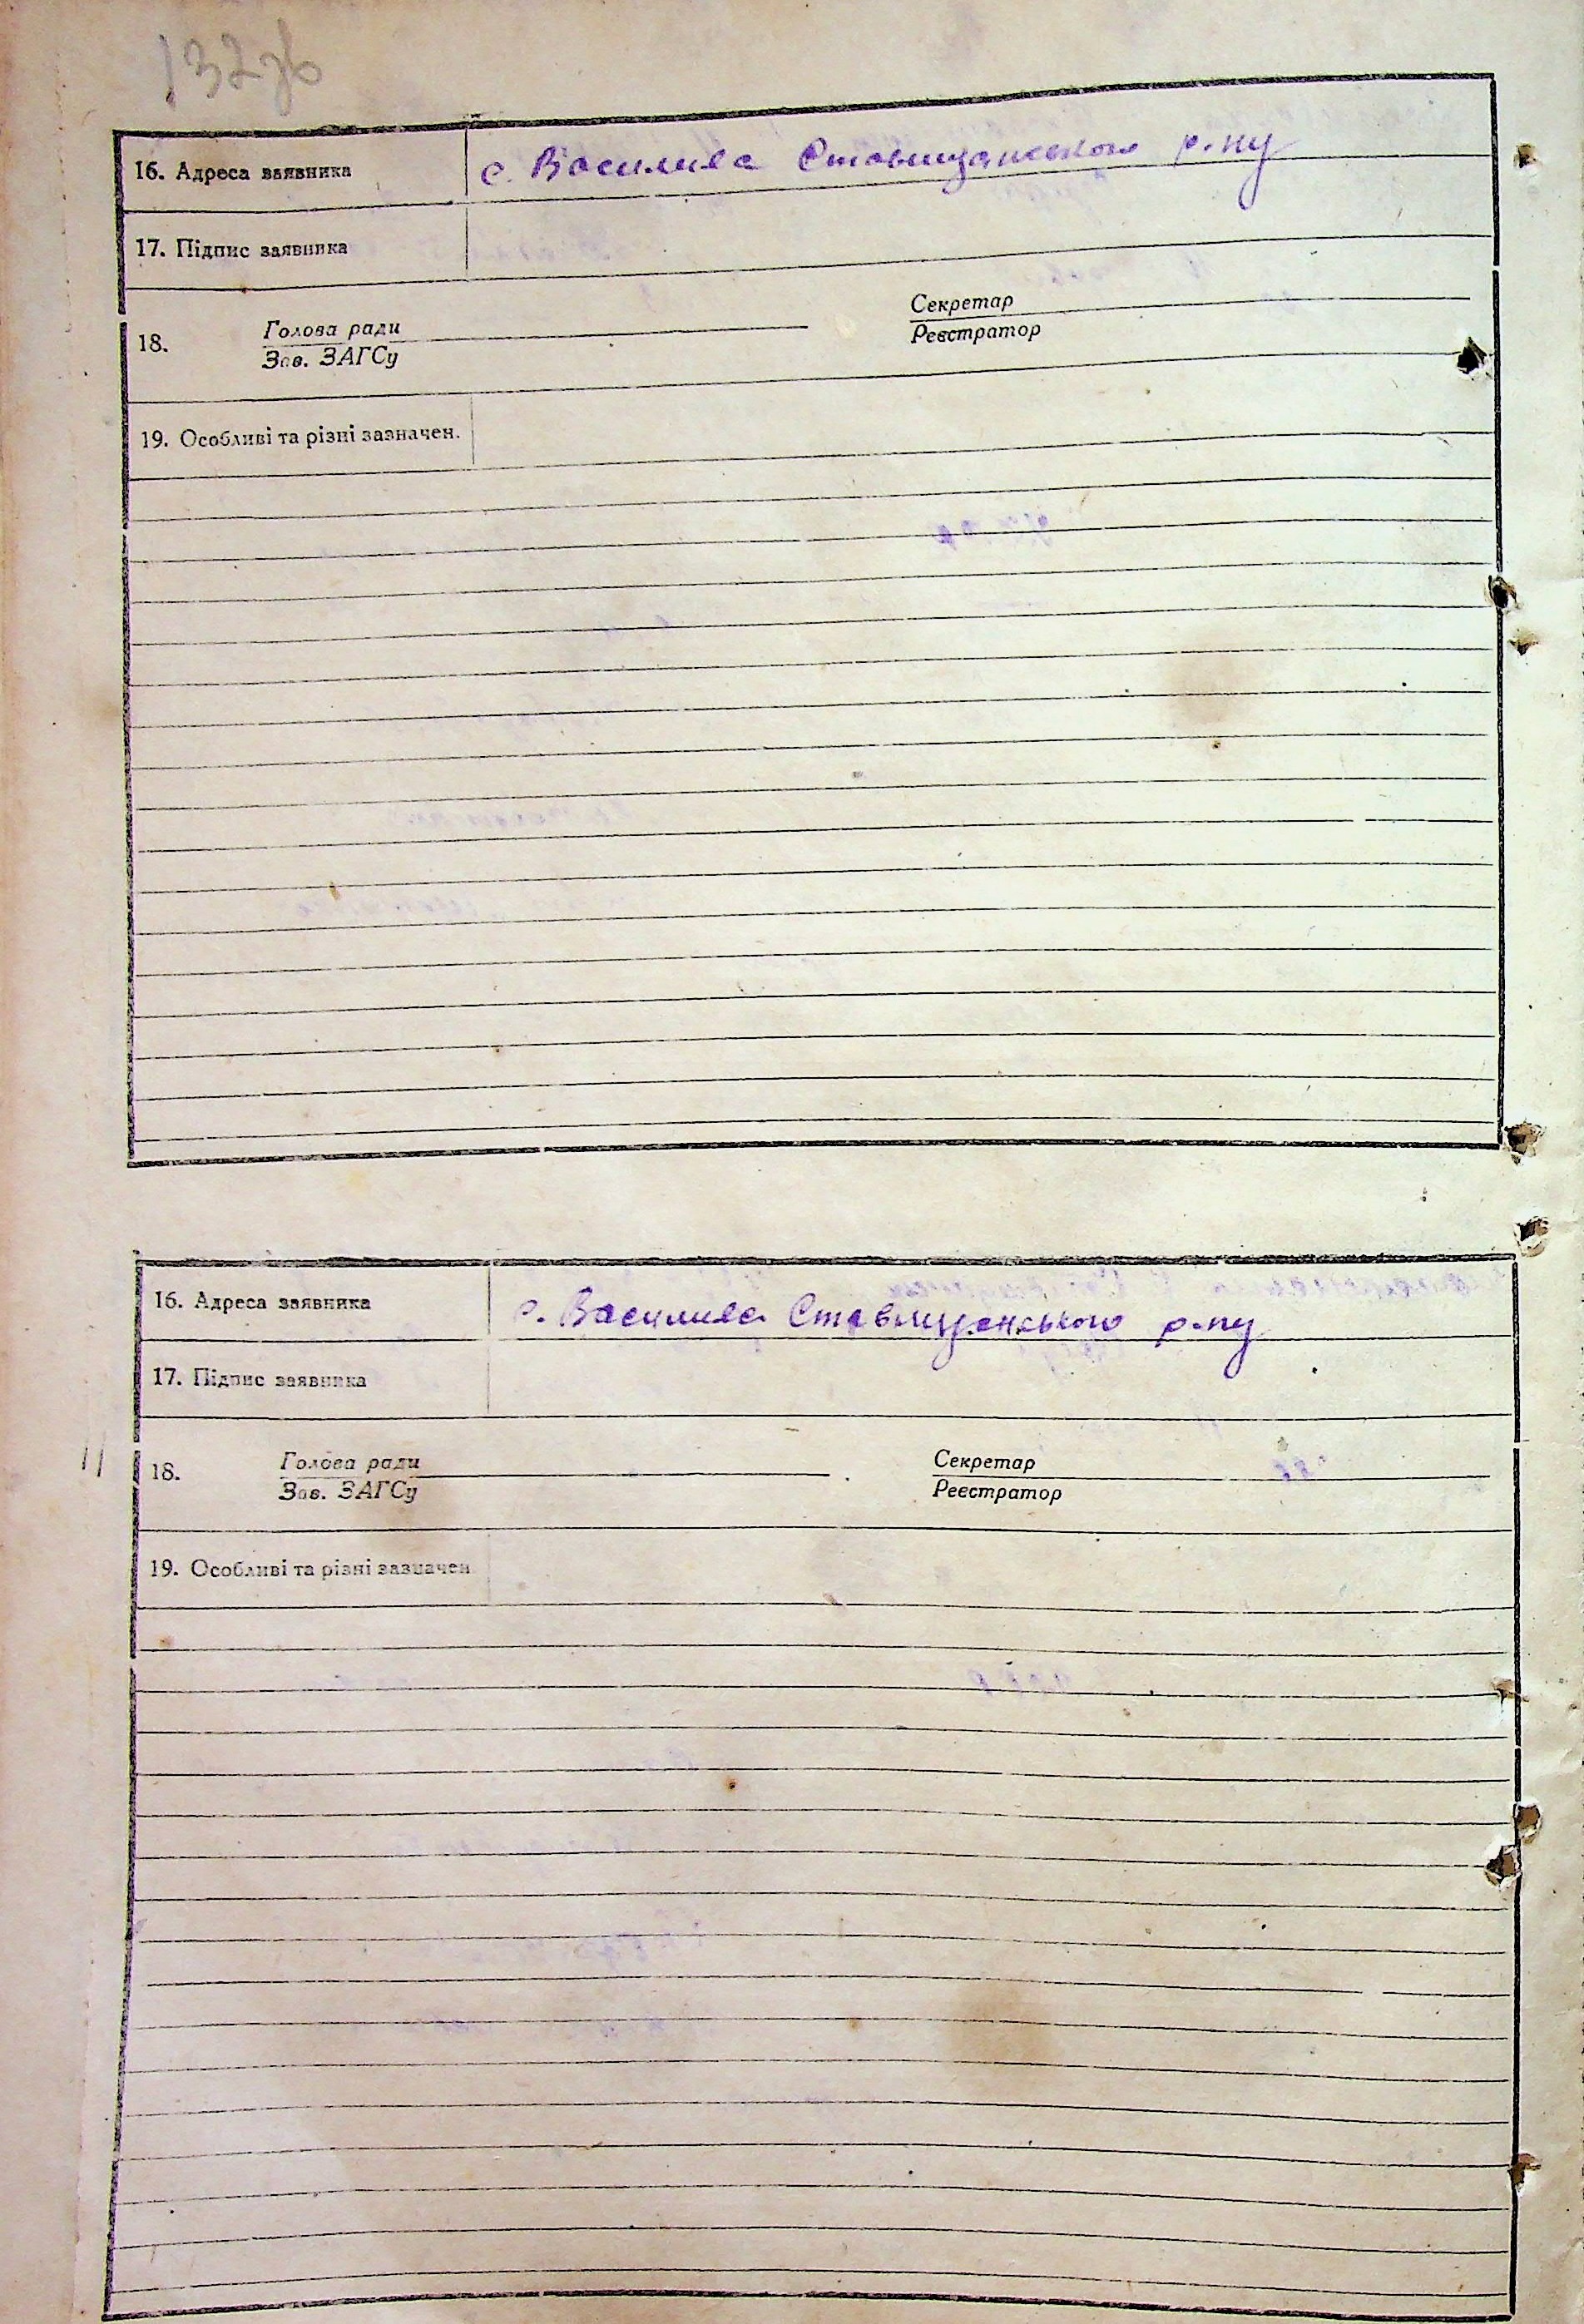 132зв
16. Адреса заявника с. Василиха Ставищанського р-ну
17. Підпис заявника
18. Голова ради Секретар
Зав. ЗАГСу Реєстратор
19. Особливі та різні зазначен.
16. Адреса заявника с. Василиха Ставищанського р-ну
17. Підпис заявника
18. Голова ради Секретар
Зав. ЗАГСу Реєстратор
19. Особливі та різні зазначен.